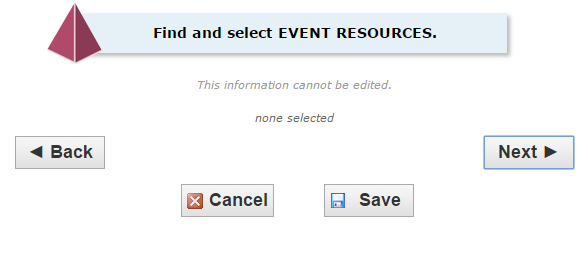 Find and select EVENT RESOURCES.
This information cannot be edited.
none selected
◄ Back
Next ►
Cancel
Save